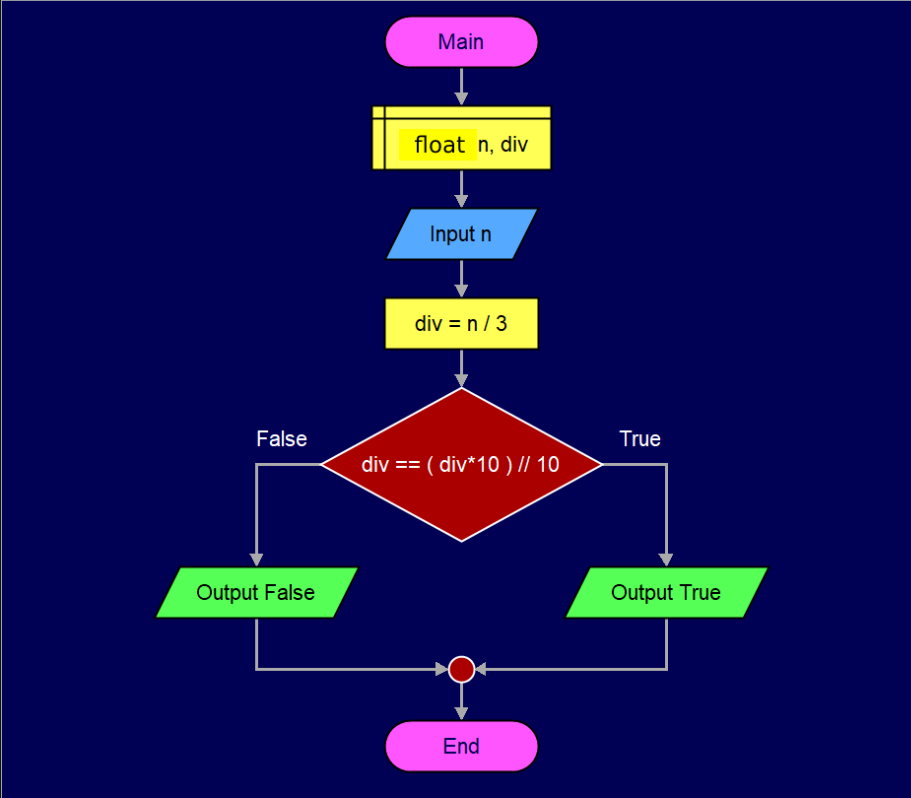 Main
float n, div
Input n
div = n / 3
False
True
div == ( div*10 ) // 10
Output False
Output True
End